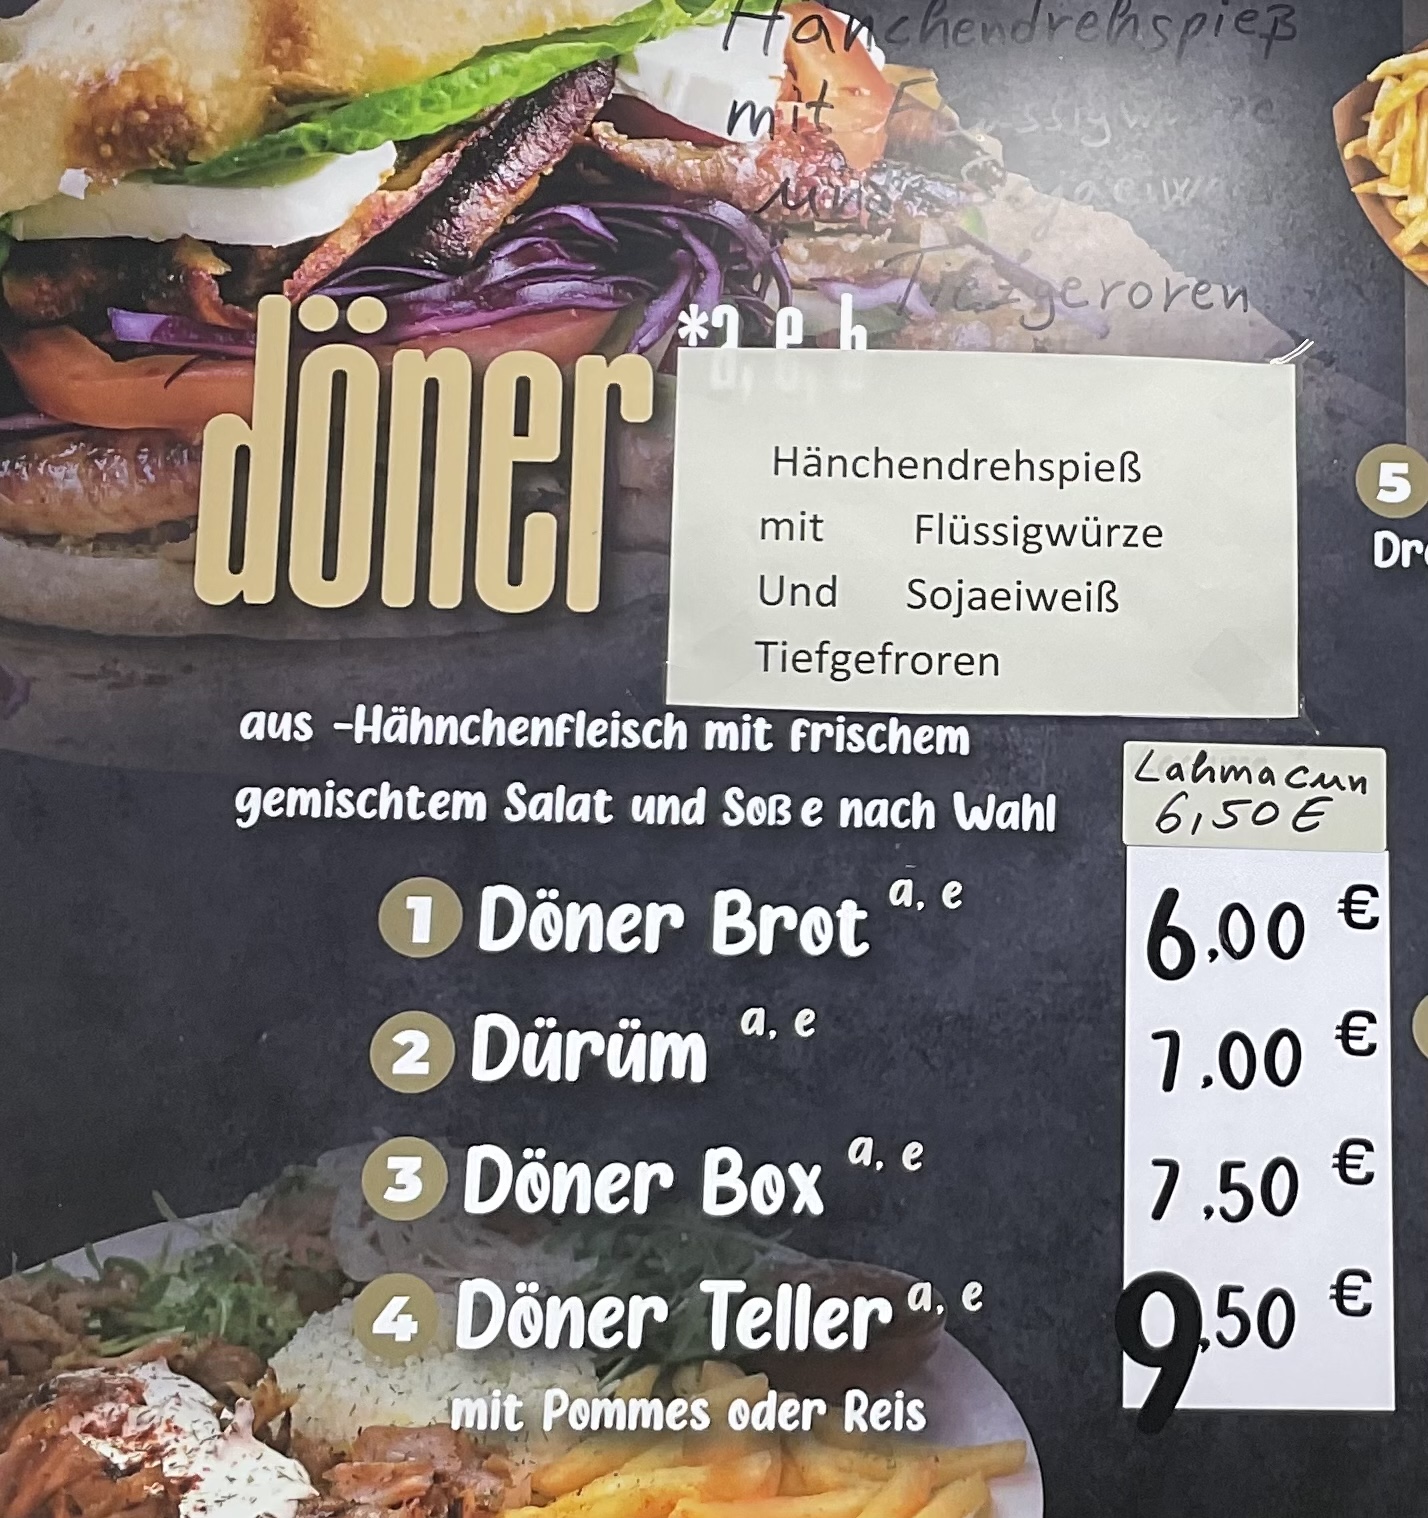 Hänchendrehspieß
mit
und
Tiezgeroren
döner
*a, e, h
Hänchendrehspieß
mit Flüssigwürze
Und Sojaeiweiß
Tiefgefroren
5
aus -Hähnchenfleisch mit frischem
gemischtem Salat und Soße nach Wahl
Lahmacun
6,50 E
1 Döner Brot a, e 6,00 €
2 Dürüm a, e 7,00 €
3 Döner Box a, e 7,50 €
4 Döner Teller a, e 9,50 €
mit Pommes oder Reis